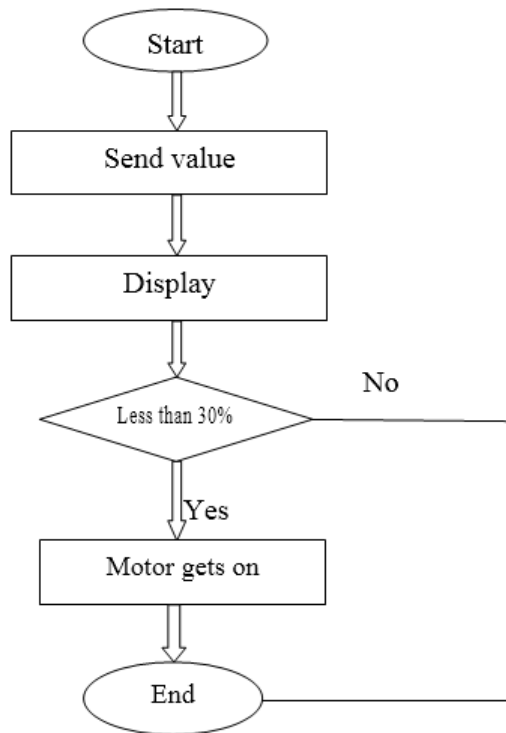 Start
Send value
Display
No
Less than 30%
Yes
Motor gets on
End